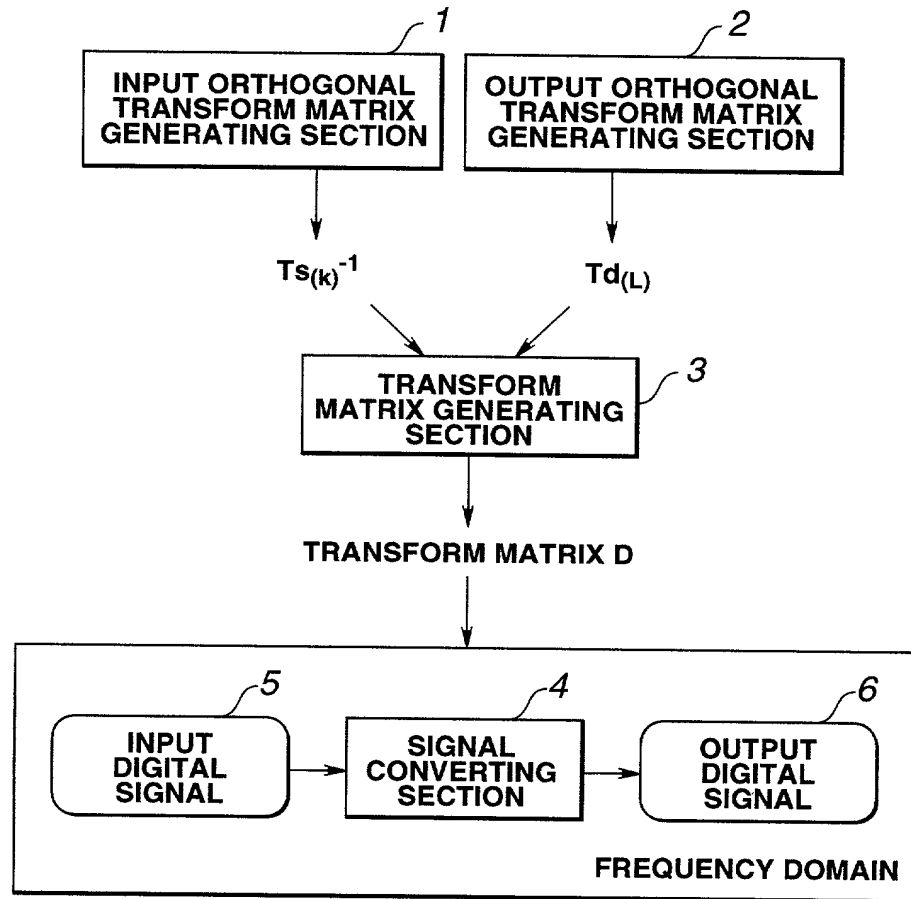 1
INPUT ORTHOGONAL
TRANSFORM MATRIX
GENERATING SECTION
2
OUTPUT ORTHOGONAL
TRANSFORM MATRIX
GENERATING SECTION
Ts(k)-1
Td(L)
3
TRANSFORM
MATRIX GENERATING
SECTION
TRANSFORM MATRIX D
5
INPUT
DIGITAL
SIGNAL
4
SIGNAL
CONVERTING
SECTION
6
OUTPUT
DIGITAL
SIGNAL
FREQUENCY DOMAIN